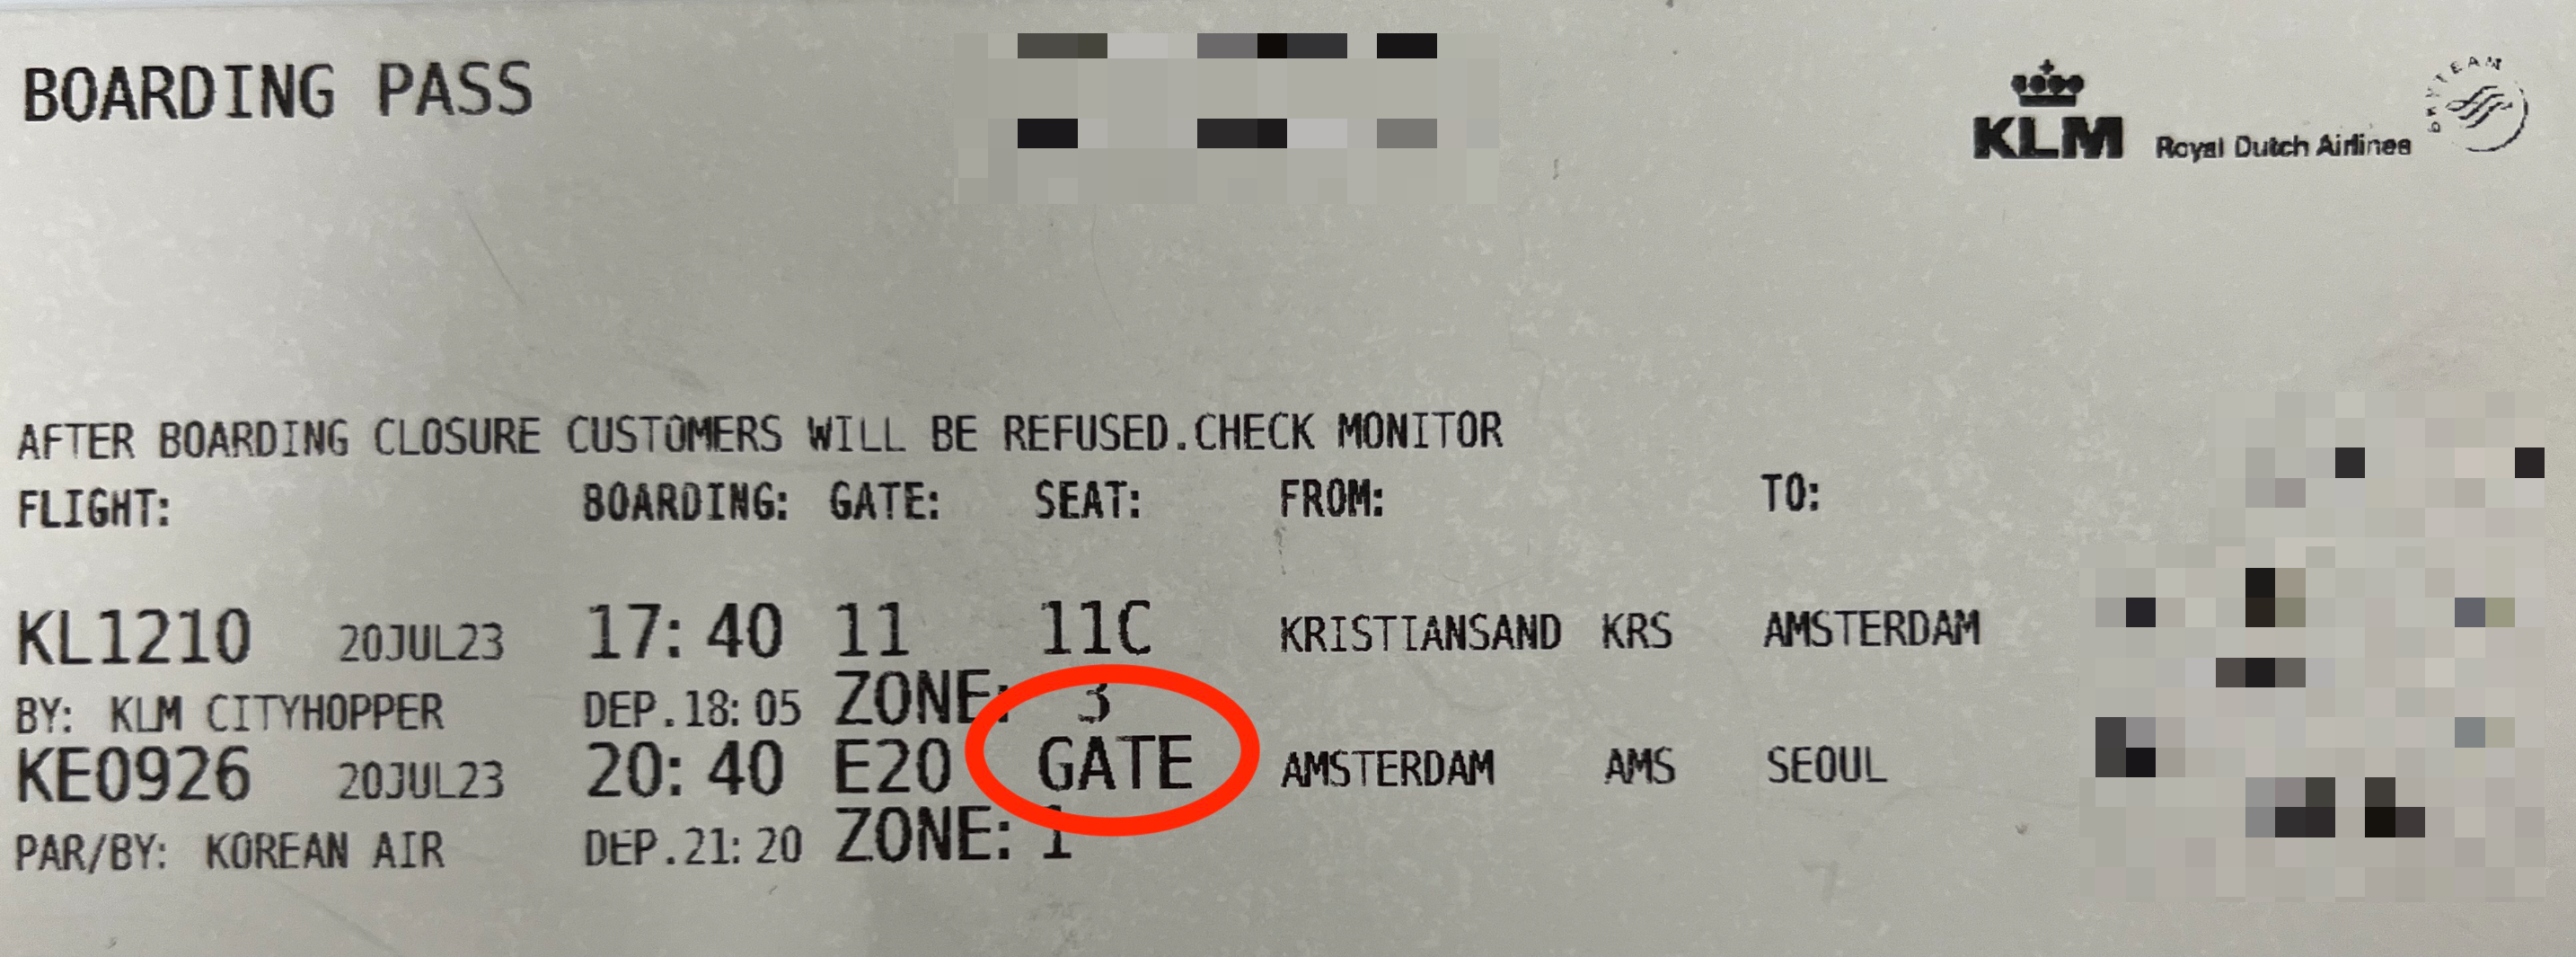 BOARDING PASS
KLM Royal Dutch Airlines
SKYTEAM
AFTER BOARDING CLOSURE CUSTOMERS WILL BE REFUSED.CHECK MONITOR
FLIGHT: BOARDING: GATE: SEAT: FROM: TO:
KL1210 20JUL23 17:40 11 11C KRISTIANSAND KRS AMSTERDAM
BY: KLM CITYHOPPER DEP.18:05 ZONE: 3
KE0926 20JUL23 20:40 E20 GATE AMSTERDAM AMS SEOUL
PAR/BY: KOREAN AIR DEP.21:20 ZONE: 1